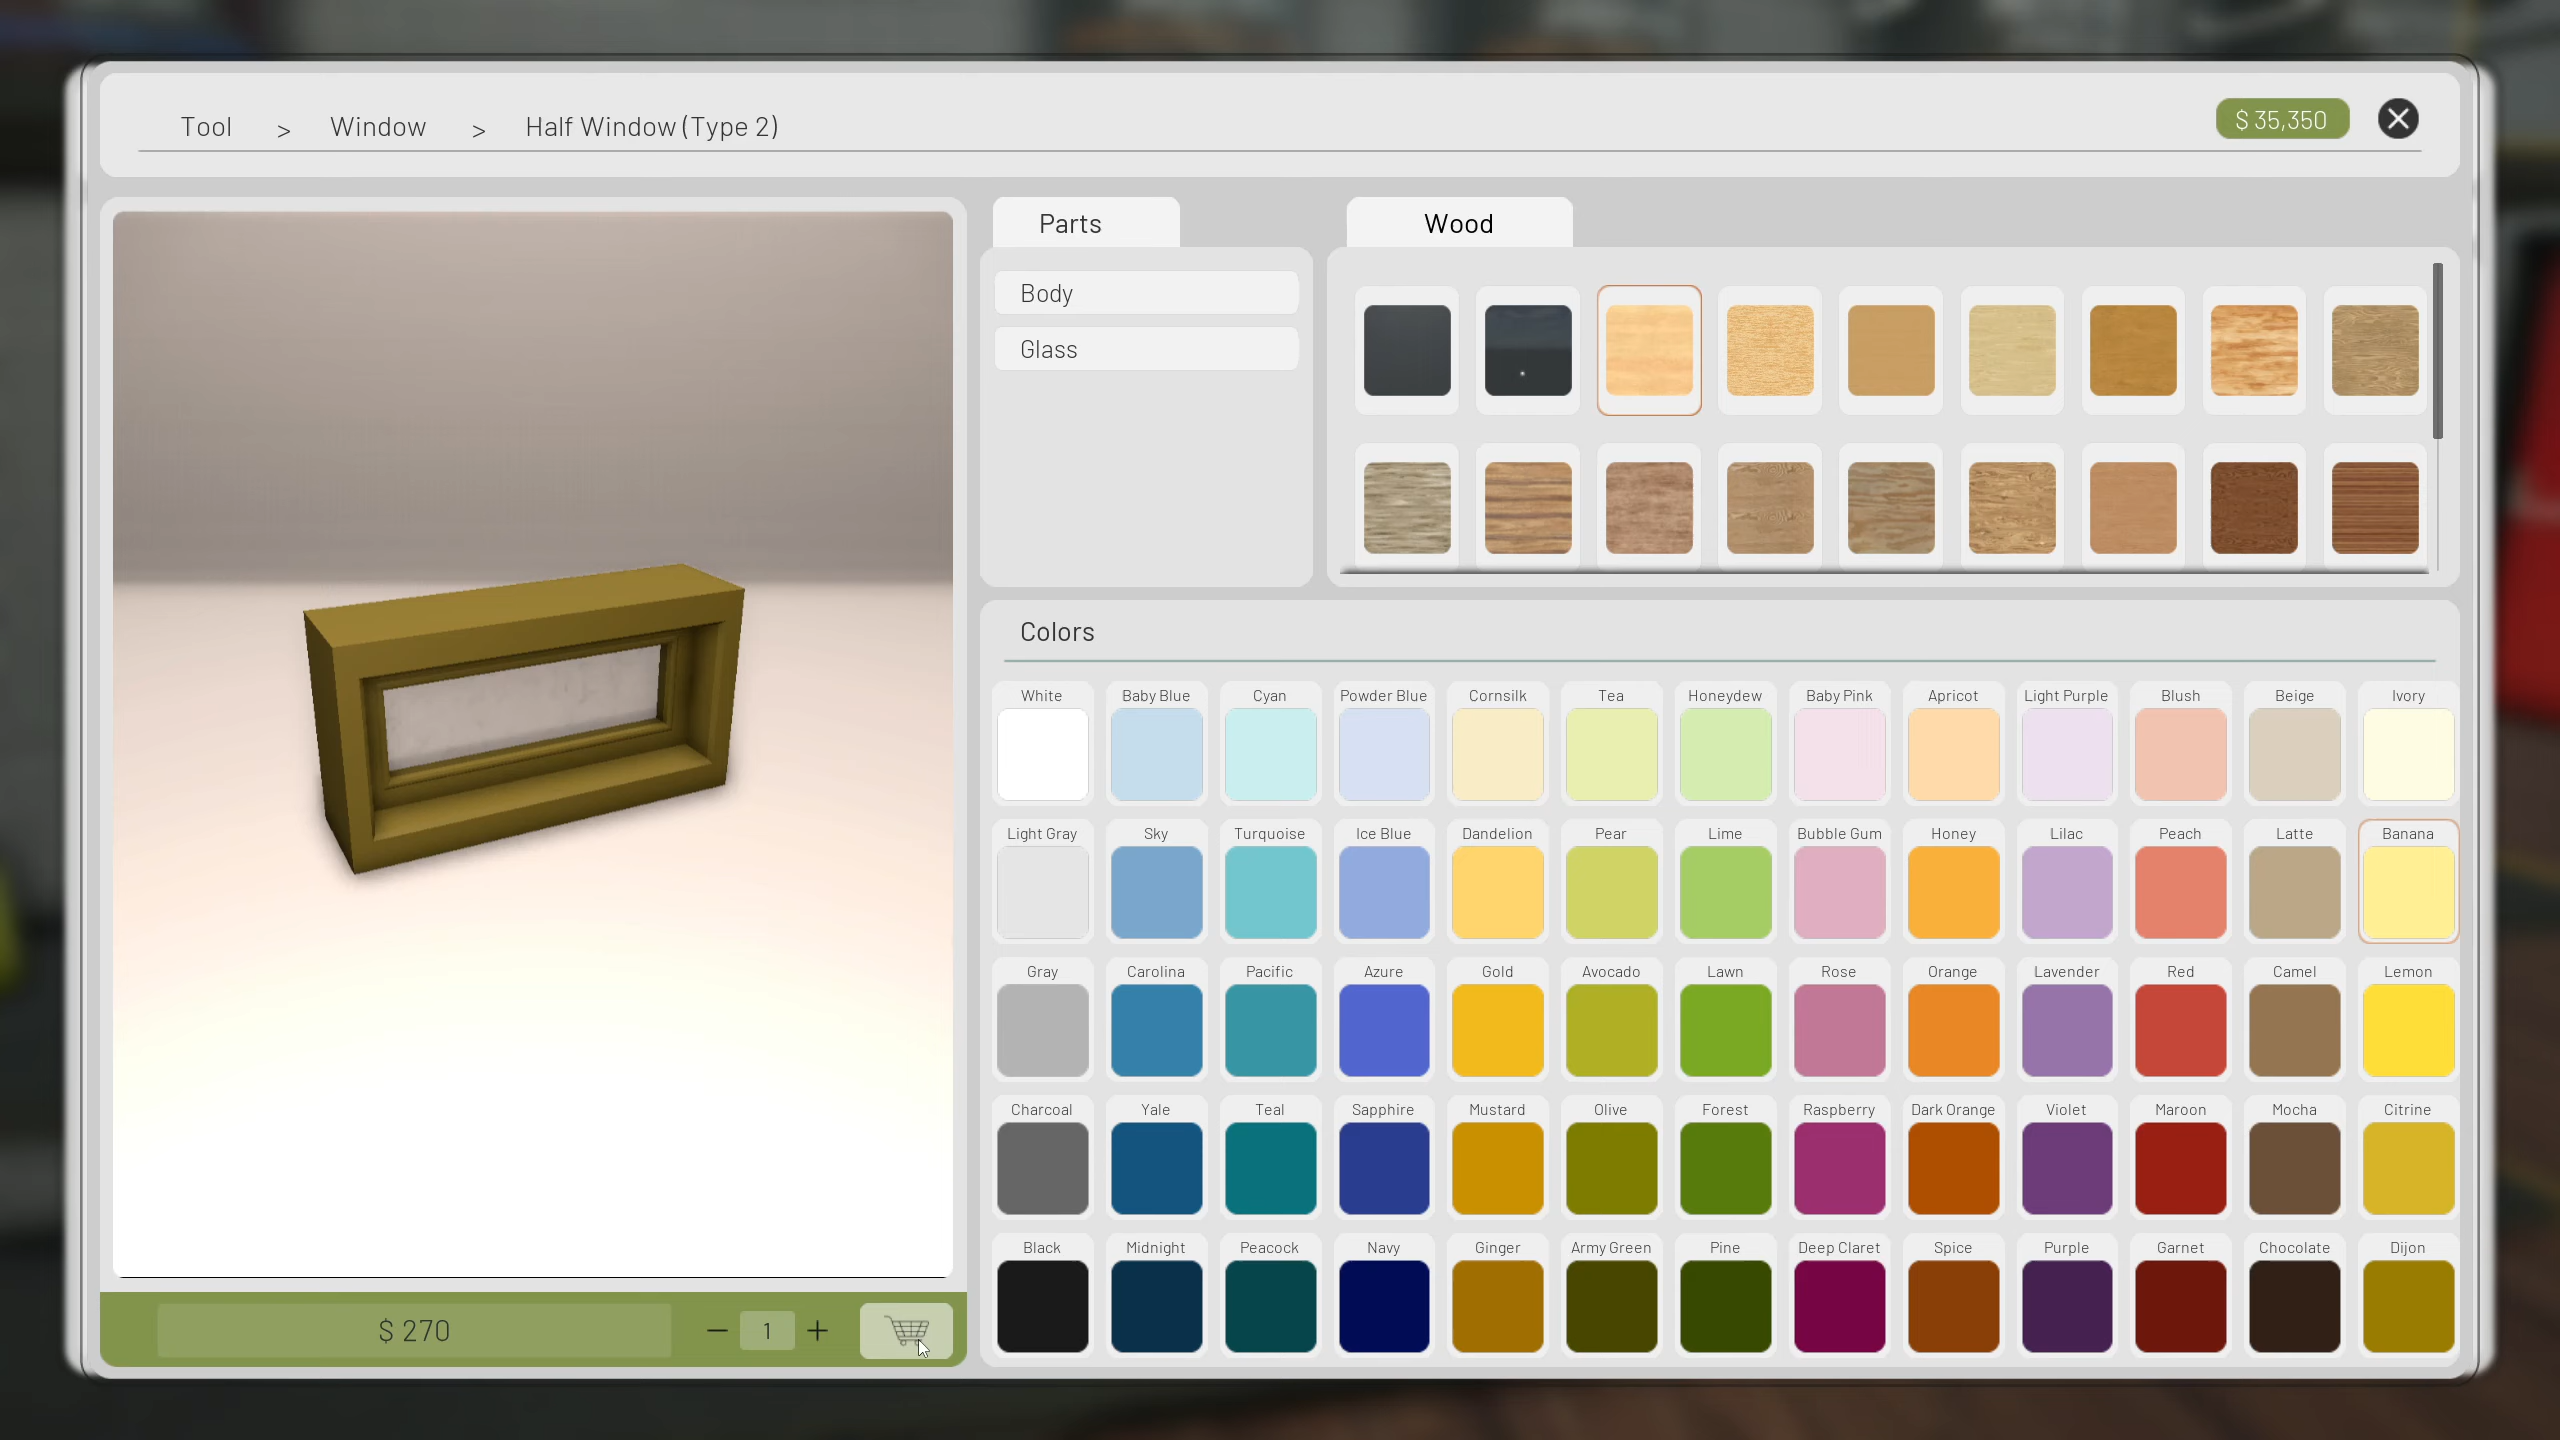 Tool > Window > Half Window (Type 2)
$ 35,350
Parts
Wood
Body
Glass
Colors
White Baby Blue Cyan Powder Blue Cornsilk Tea Honeydew Baby Pink Apricot Light Purple Blush Beige Ivory
Light Gray Sky Turquoise Ice Blue Dandelion Pear Lime Bubble Gum Honey Lilac Peach Latte Banana
Gray Carolina Pacific Azure Gold Avocado Lawn Rose Orange Lavender Red Camel Lemon
Charcoal Yale Teal Sapphire Mustard Olive Forest Raspberry Dark Orange Violet Maroon Mocha Citrine
Black Midnight Peacock Navy Ginger Army Green Pine Deep Claret Spice Purple Garnet Chocolate Dijon
$ 270
− 1 +